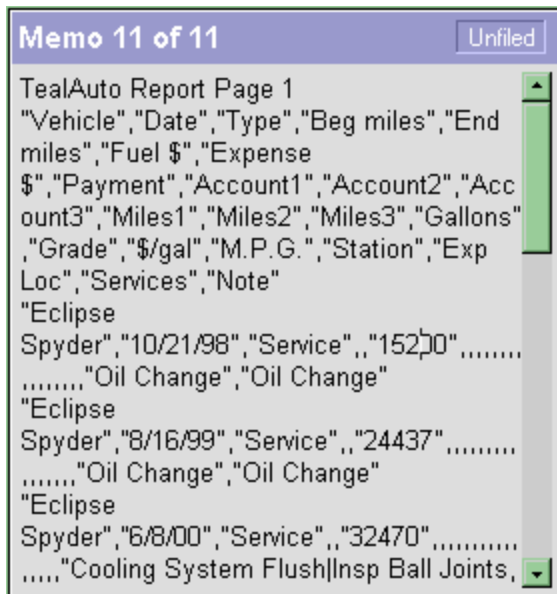 Memo 11 of 11
Unfiled
TealAuto Report Page 1
"Vehicle","Date","Type","Beg miles","End
miles","Fuel $","Expense
$","Payment","Account1","Account2","Acc
ount3","Miles1","Miles2","Miles3","Gallons"
,"Grade","$/gal","M.P.G.","Station","Exp
Loc","Services","Note"
"Eclipse
Spyder","10/21/98","Service",,"15200",,,,,,,,
,,,,,,,,"Oil Change","Oil Change"
"Eclipse
Spyder","8/16/99","Service",,"24437",,,,,,,,,
,,,,,,,"Oil Change","Oil Change"
"Eclipse
Spyder","6/8/00","Service",,"32470",,,,,,,,,,,
,,,,,"Cooling System Flush|Insp Ball Joints,